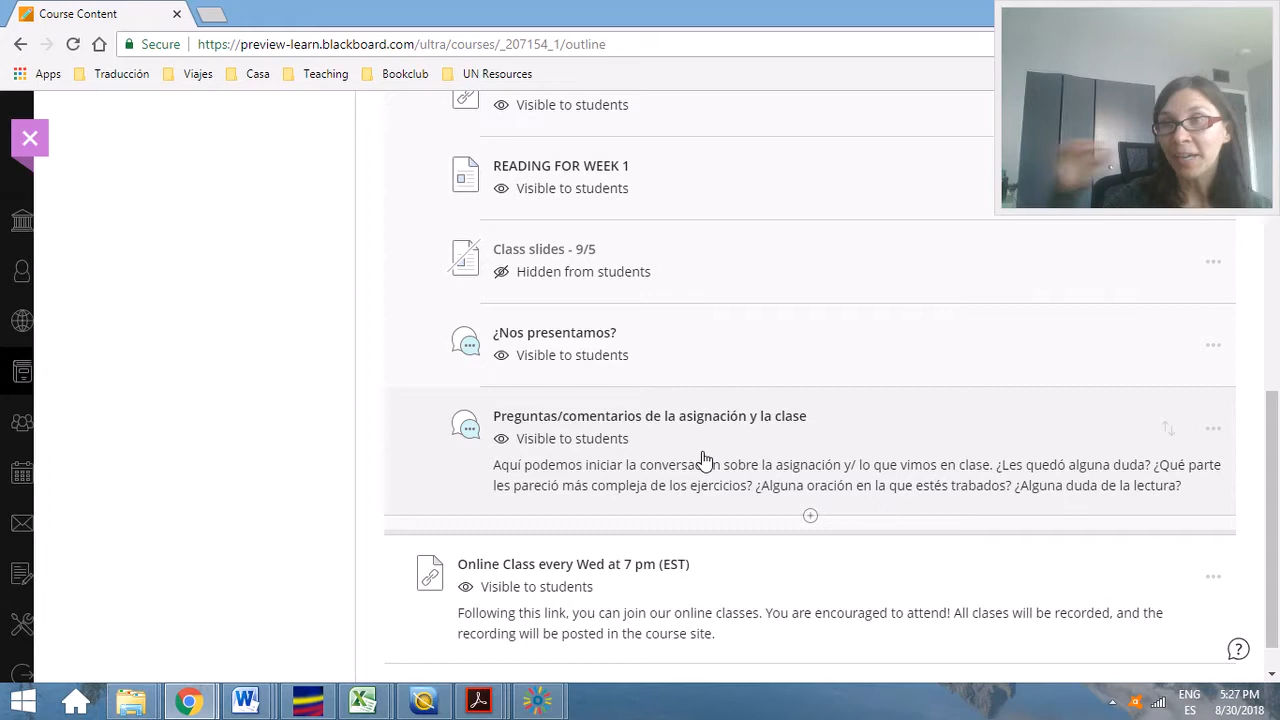 Course Content
Secure https://preview-learn.blackboard.com/ultra/courses/_207154_1/outline
Apps Traducción Viajes Casa Teaching Bookclub UN Resources
Visible to students
READING FOR WEEK 1
Visible to students
Class slides - 9/5
Hidden from students
¿Nos presentamos?
Visible to students
Preguntas/comentarios de la asignación y la clase
Visible to students
Aquí podemos iniciar la conversac obre la asignación y/ lo que vimos en clase. ¿Les quedó alguna duda? ¿Qué parte
les pareció más compleja de los ejercicios? ¿Alguna oración en la que estés trabados? ¿Alguna duda de la lectura?
Online Class every Wed at 7 pm (EST)
Visible to students
Following this link, you can join our online classes. You are encouraged to attend! All clases will be recorded, and the
recording will be posted in the course site.
ENG 5:27 PM
ES 8/30/2018